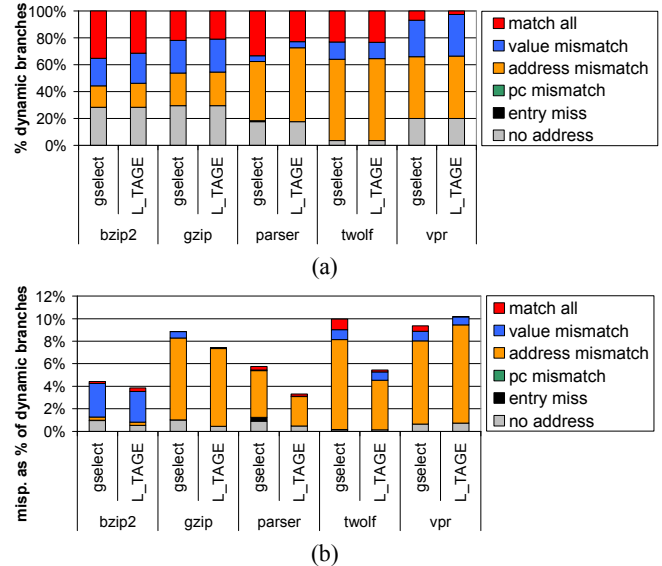 100%
80%
60%
40%
20%
0%
% dynamic branches
gselect
L_TAGE
gselect
L_TAGE
gselect
L_TAGE
gselect
L_TAGE
gselect
L_TAGE
bzip2 gzip parser twolf vpr
match all
value mismatch
address mismatch
pc mismatch
entry miss
no address
(a)
12%
10%
8%
6%
4%
2%
0%
misp. as % of dynamic branches
gselect
L_TAGE
gselect
L_TAGE
gselect
L_TAGE
gselect
L_TAGE
gselect
L_TAGE
bzip2 gzip parser twolf vpr
match all
value mismatch
address mismatch
pc mismatch
entry miss
no address
(b)